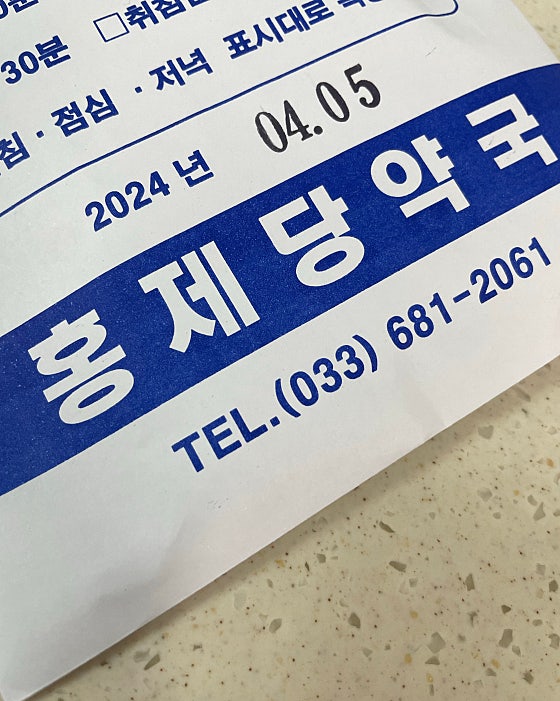 30분 □취침
침 · 점심 · 저녁 표시대로
2024 년 04.05
홍제당약국
TEL.(033) 681-2061